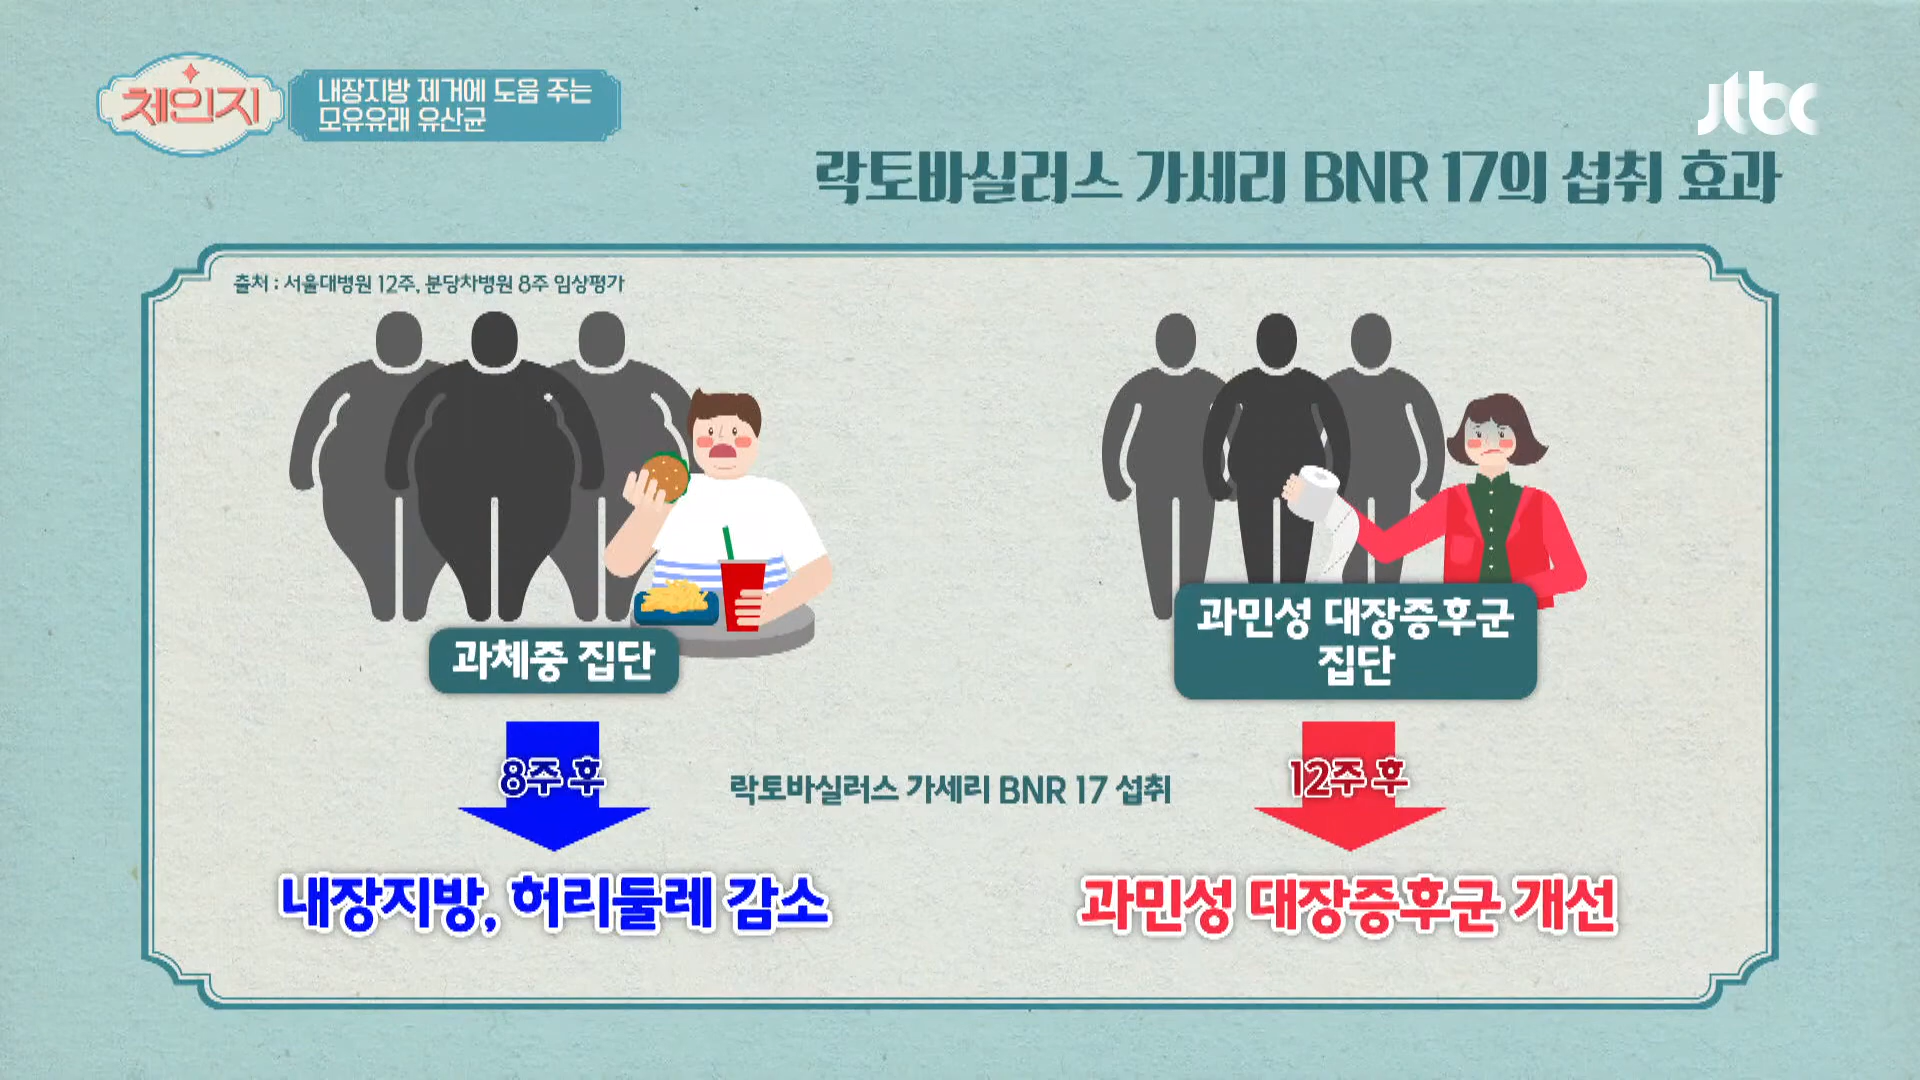 체인지
내장지방 제거에 도움 주는
모유유래 유산균
jtbc
락토바실러스 가세리 BNR 17의 섭취 효과
출처 : 서울대병원 12주, 분당차병원 8주 임상평가
과체중 집단
과민성 대장증후군
집단
8주 후
락토바실러스 가세리 BNR 17 섭취
12주 후
내장지방, 허리둘레 감소
과민성 대장증후군 개선